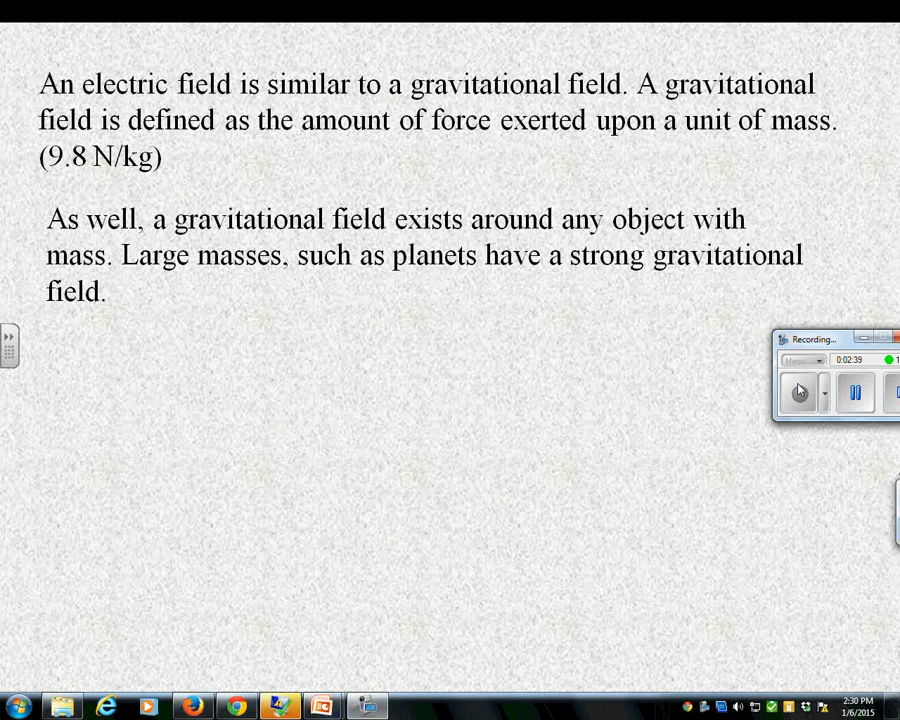 An electric field is similar to a gravitational field. A gravitational
field is defined as the amount of force exerted upon a unit of mass.
(9.8 N/kg)
As well, a gravitational field exists around any object with
mass. Large masses, such as planets have a strong gravitational
field.
Recording...
Menu
0:02:39
2:30 PM
1/6/2015